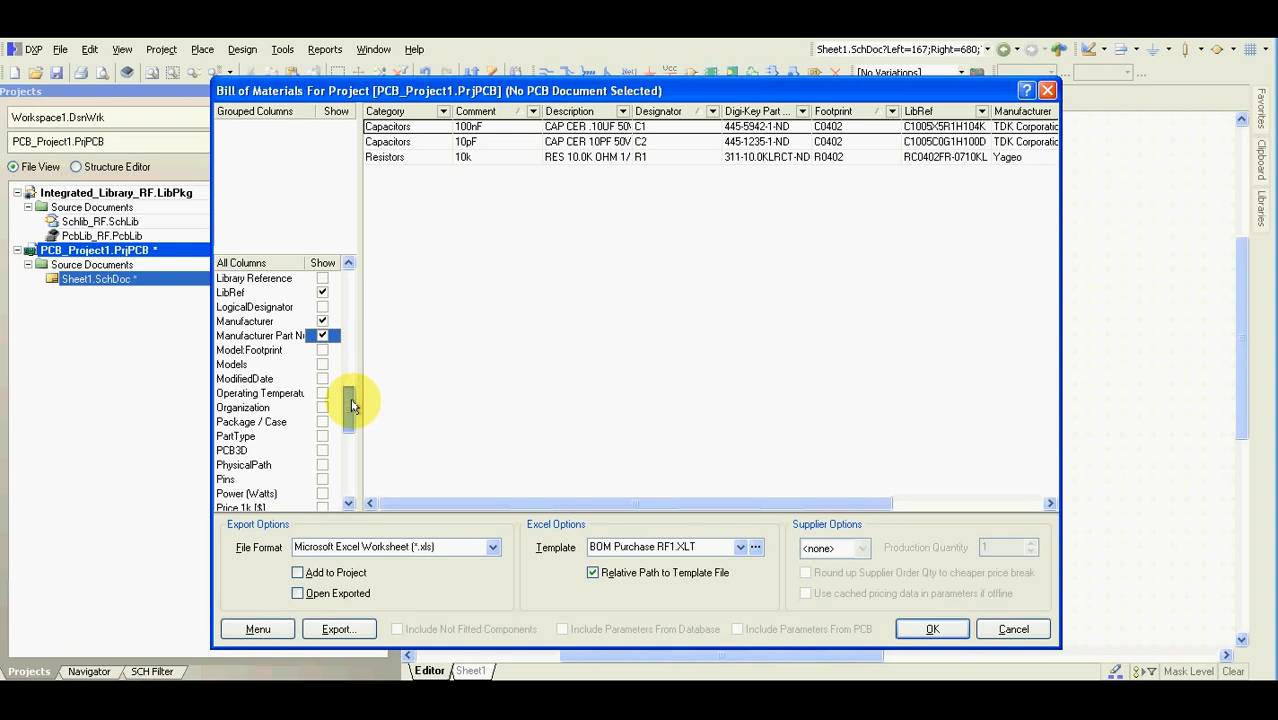 DXP File Edit View Project Place Design Tools Reports Window Help
Sheet1.SchDoc?Left=167;Right=680;
[No Variations]
Projects
Workspace1.DsnWrk
PCB_Project1.PrjPCB
File View Structure Editor
Integrated_Library_RF.LibPkg
Source Documents
Schlib_RF.SchLib
PcbLib_RF.PcbLib
PCB_Project1.PrjPCB *
Source Documents
Sheet1.SchDoc *
Bill of Materials For Project [PCB_Project1.PrjPCB] (No PCB Document Selected)
Grouped Columns Show
Category Comment Description Designator Digi-Key Part ... Footprint LibRef Manufacturer
Capacitors 100nF CAP CER .10UF 50V C1 445-5942-1-ND C0402 C1005X5R1H104K TDK Corporatic
Capacitors 10pF CAP CER 10PF 50V C2 445-1235-1-ND C0402 C1005C0G1H100D TDK Corporatic
Resistors 10k RES 10.0K OHM 1/ R1 311-10.0KLRCT-ND R0402 RC0402FR-0710KL Yageo
All Columns Show
Library Reference
LibRef
LogicalDesignator
Manufacturer
Manufacturer Part Nu
Model:Footprint
Models
ModifiedDate
Operating Temperatu
Organization
Package / Case
PartType
PCB3D
PhysicalPath
Pins
Power (Watts)
Price 1k [$]
Export Options
File Format Microsoft Excel Worksheet (*.xls)
Add to Project
Open Exported
Excel Options
Template BOM Purchase RF1.XLT
Relative Path to Template File
Supplier Options
<none> Production Quantity 1
Round up Supplier Order Qty to cheaper price break
Use cached pricing data in parameters if offline
Menu Export... Include Not Fitted Components Include Parameters From Database Include Parameters From PCB OK Cancel
Favorites
Clipboard
Libraries
Projects Navigator SCH Filter
Editor Sheet1
Mask Level Clear